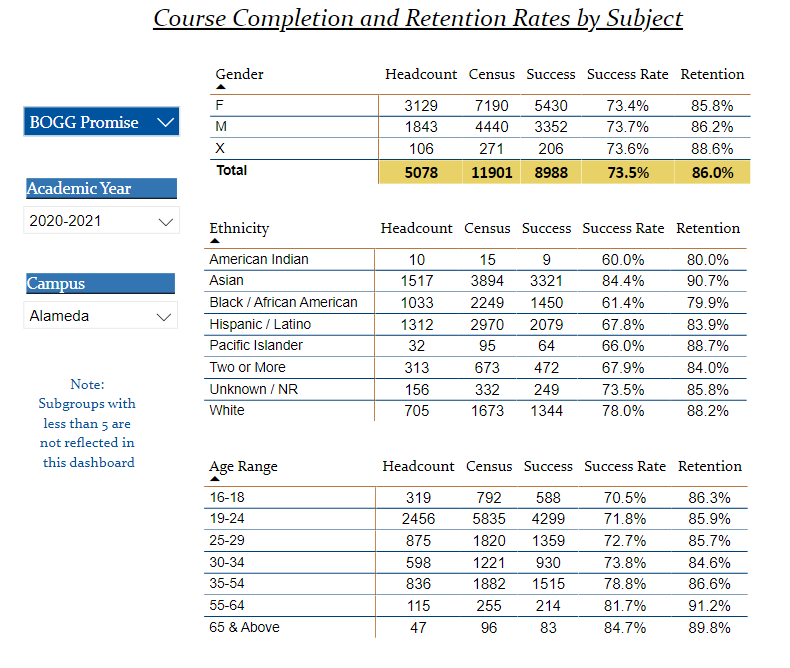 Course Completion and Retention Rates by Subject
BOGG Promise
Academic Year
2020-2021
Campus
Alameda
Note:
Subgroups with
less than 5 are
not reflected in
this dashboard
Gender Headcount Census Success Success Rate Retention
F 3129 7190 5430 73.4% 85.8%
M 1843 4440 3352 73.7% 86.2%
X 106 271 206 73.6% 88.6%
Total 5078 11901 8988 73.5% 86.0%
Ethnicity Headcount Census Success Success Rate Retention
American Indian 10 15 9 60.0% 80.0%
Asian 1517 3894 3321 84.4% 90.7%
Black / African American 1033 2249 1450 61.4% 79.9%
Hispanic / Latino 1312 2970 2079 67.8% 83.9%
Pacific Islander 32 95 64 66.0% 88.7%
Two or More 313 673 472 67.9% 84.0%
Unknown / NR 156 332 249 73.5% 85.8%
White 705 1673 1344 78.0% 88.2%
Age Range Headcount Census Success Success Rate Retention
16-18 319 792 588 70.5% 86.3%
19-24 2456 5835 4299 71.8% 85.9%
25-29 875 1820 1359 72.7% 85.7%
30-34 598 1221 930 73.8% 84.6%
35-54 836 1882 1515 78.8% 86.6%
55-64 115 255 214 81.7% 91.2%
65 & Above 47 96 83 84.7% 89.8%